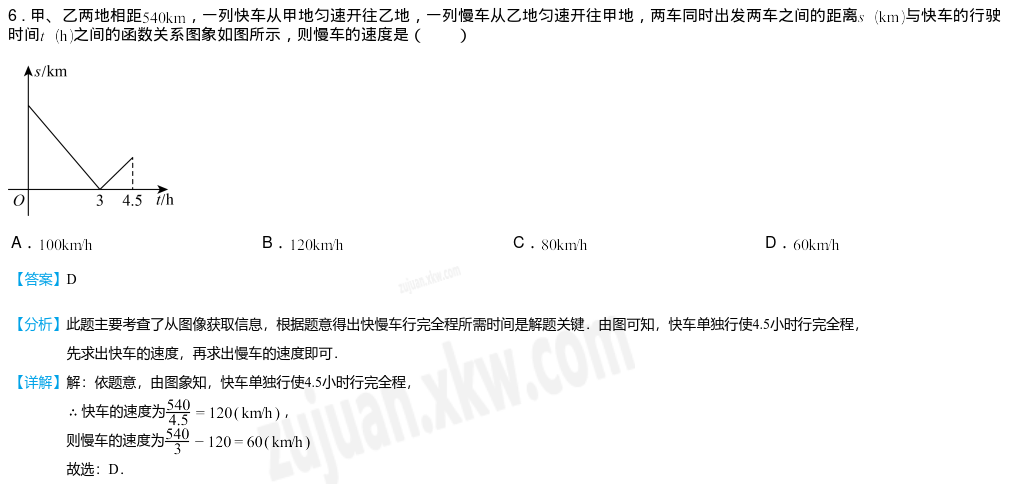 6．甲、乙两地相距540km，一列快车从甲地匀速开往乙地，一列慢车从乙地匀速开往甲地，两车同时出发两车之间的距离s（km）与快车的行驶
时间t（h）之间的函数关系图象如图所示，则慢车的速度是（　　）
s/km
O 3 4.5 t/h
A．100km/h B．120km/h C．80km/h D．60km/h
【答案】D
zujuan.xkw.com
【分析】此题主要考查了从图像获取信息，根据题意得出快慢车行完全程所需时间是解题关键．由图可知，快车单独行使4.5小时行完全程，
先求出快车的速度，再求出慢车的速度即可．
【详解】解：依题意，由图象知，快车单独行使4.5小时行完全程，
∴快车的速度为540/4.5＝120(km/h)，
则慢车的速度为540/3－120＝60(km/h)
故选：D．
zujuan.xkw.com